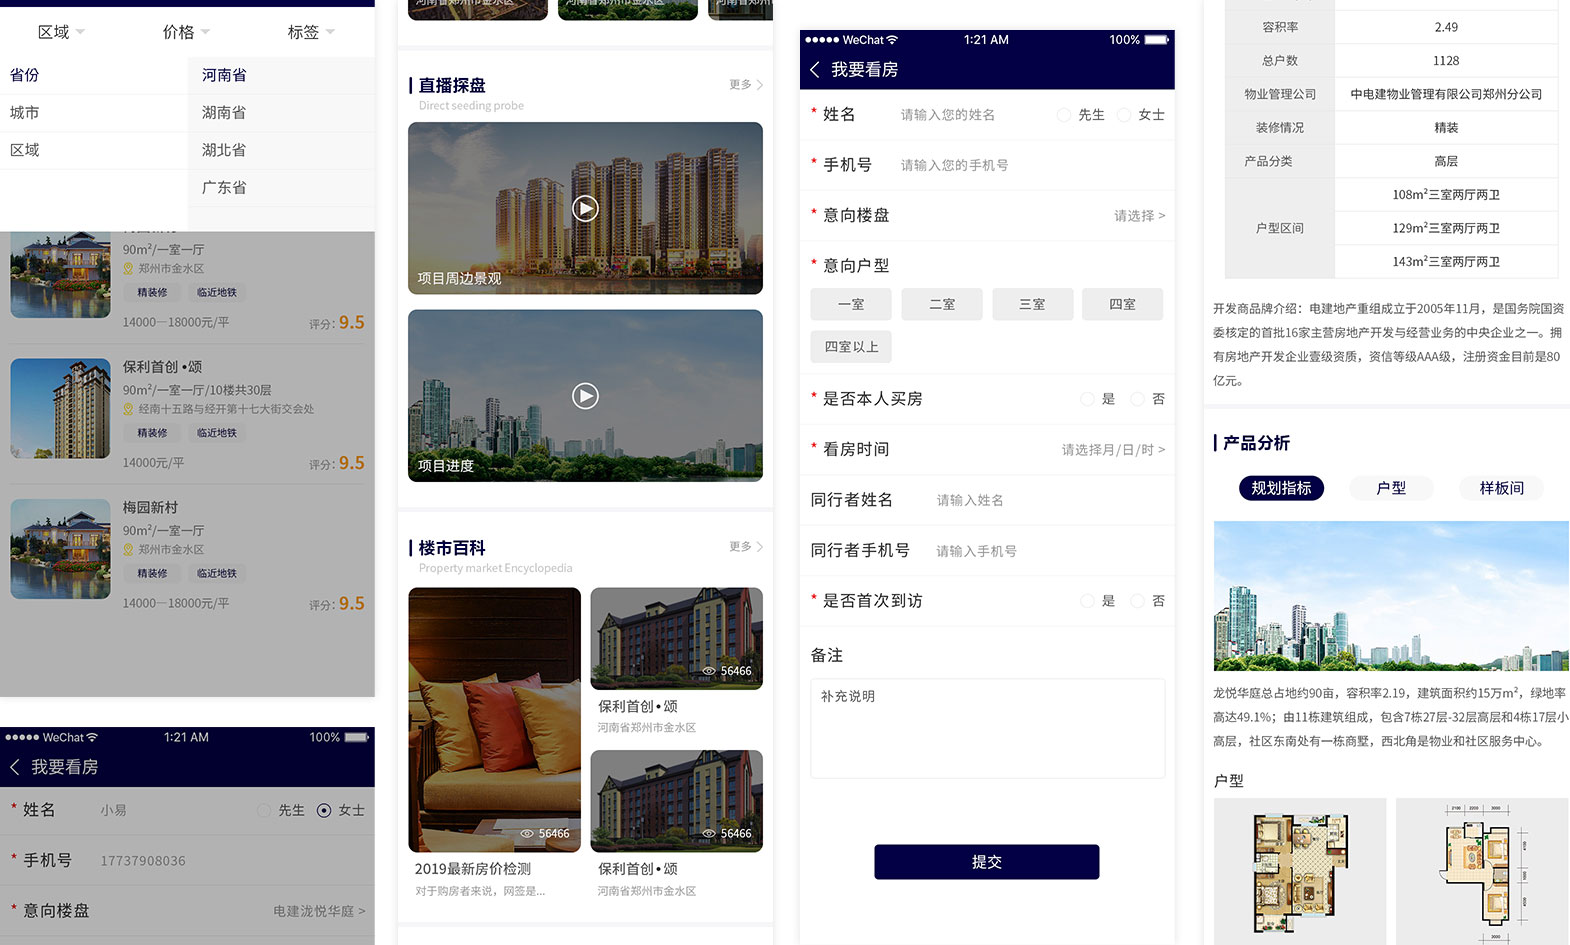 区域
价格
标签
省份
河南省
城市
湖南省
区域
湖北省
广东省
90m²/一室一厅
郑州市金水区
精装修
临近地铁
14000—18000元/平
评分：9.5
保利首创•颂
90m²/一室一厅/10楼共30层
经南十五路与经开第十七大街交会处
精装修
临近地铁
14000元/平
评分：9.5
梅园新村
90m²/一室一厅
郑州市金水区
精装修
临近地铁
14000—18000元/平
评分：9.5
WeChat
1:21 AM
100%
我要看房
* 姓名
小易
先生
女士
* 手机号
17737908036
* 意向楼盘
电建泷悦华庭 >
直播探盘
更多
Direct seeding probe
项目周边景观
项目进度
楼市百科
更多
Property market Encyclopedia
56466
2019最新房价检测
对于购房者来说，网签是...
56466
保利首创•颂
河南省郑州市金水区
56466
保利首创•颂
河南省郑州市金水区
WeChat
1:21 AM
100%
我要看房
* 姓名
请输入您的姓名
先生
女士
* 手机号
请输入您的手机号
* 意向楼盘
请选择 >
* 意向户型
一室
二室
三室
四室
四室以上
* 是否本人买房
是
否
* 看房时间
请选择月/日/时 >
同行者姓名
请输入姓名
同行者手机号
请输入手机号
* 是否首次到访
是
否
备注
补充说明
提交
容积率
2.49
总户数
1128
物业管理公司
中电建物业管理有限公司郑州分公司
装修情况
精装
产品分类
高层
户型区间
108m²三室两厅两卫
129m²三室两厅两卫
143m²三室两厅两卫
开发商品牌介绍：电建地产重组成立于2005年11月，是国务院国资
委核定的首批16家主营房地产开发与经营业务的中央企业之一。拥
有房地产开发企业壹级资质，资信等级AAA级，注册资金目前是80
亿元。
产品分析
规划指标
户型
样板间
龙悦华庭总占地约90亩，容积率2.19，建筑面积约15万m²，绿地率
高达49.1%；由11栋建筑组成，包含7栋27层-32层高层和4栋17层小
高层，社区东南处有一栋商墅，西北角是物业和社区服务中心。
户型